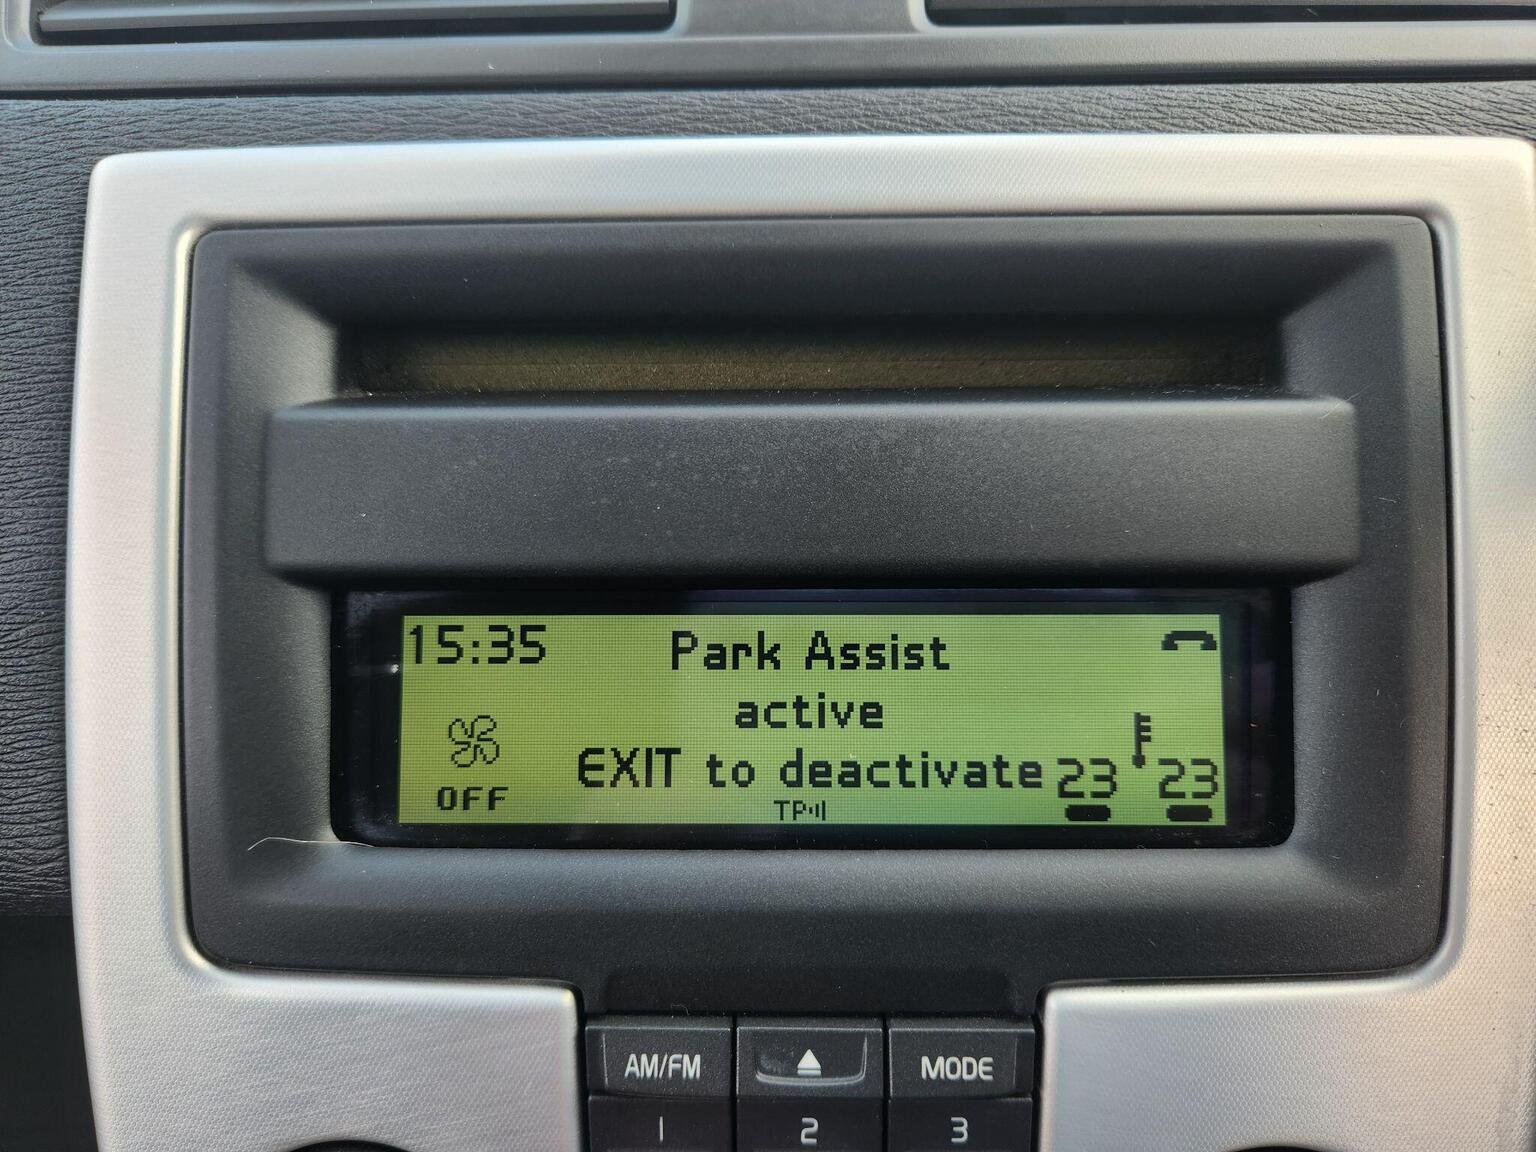 15:35
Park Assist
active
EXIT to deactivate
23 23
OFF
TP
AM/FM
MODE
1 2 3